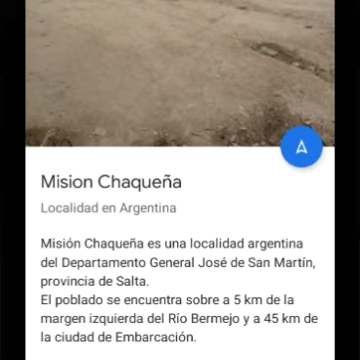 Mision Chaqueña
Localidad en Argentina
Misión Chaqueña es una localidad argentina
del Departamento General José de San Martín,
provincia de Salta.
El poblado se encuentra sobre a 5 km de la
margen izquierda del Río Bermejo y a 45 km de
la ciudad de Embarcación.